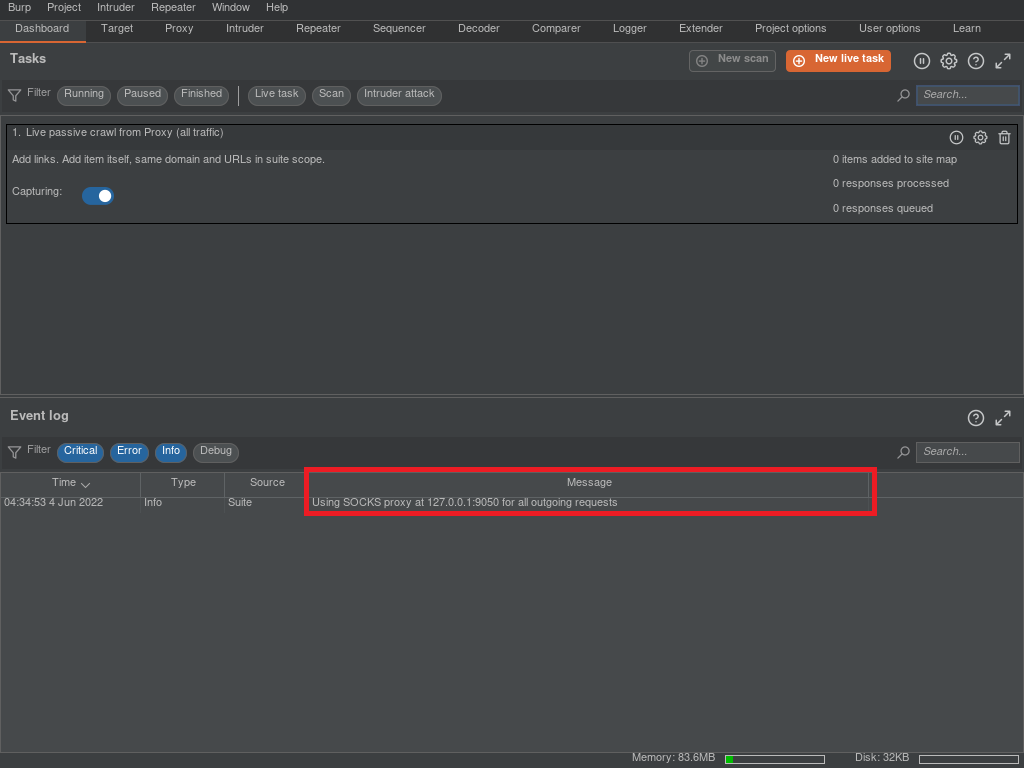 Burp Project Intruder Repeater Window Help
Dashboard Target Proxy Intruder Repeater Sequencer Decoder Comparer Logger Extender Project options User options Learn
Tasks New scan New live task
Filter Running Paused Finished Live task Scan Intruder attack Search...
1. Live passive crawl from Proxy (all traffic)
Add links. Add item itself, same domain and URLs in suite scope. 0 items added to site map
Capturing: 0 responses processed
0 responses queued
Event log
Filter Critical Error Info Debug Search...
Time Type Source Message
04:34:53 4 Jun 2022 Info Suite Using SOCKS proxy at 127.0.0.1:9050 for all outgoing requests
Memory: 83.6MB Disk: 32KB